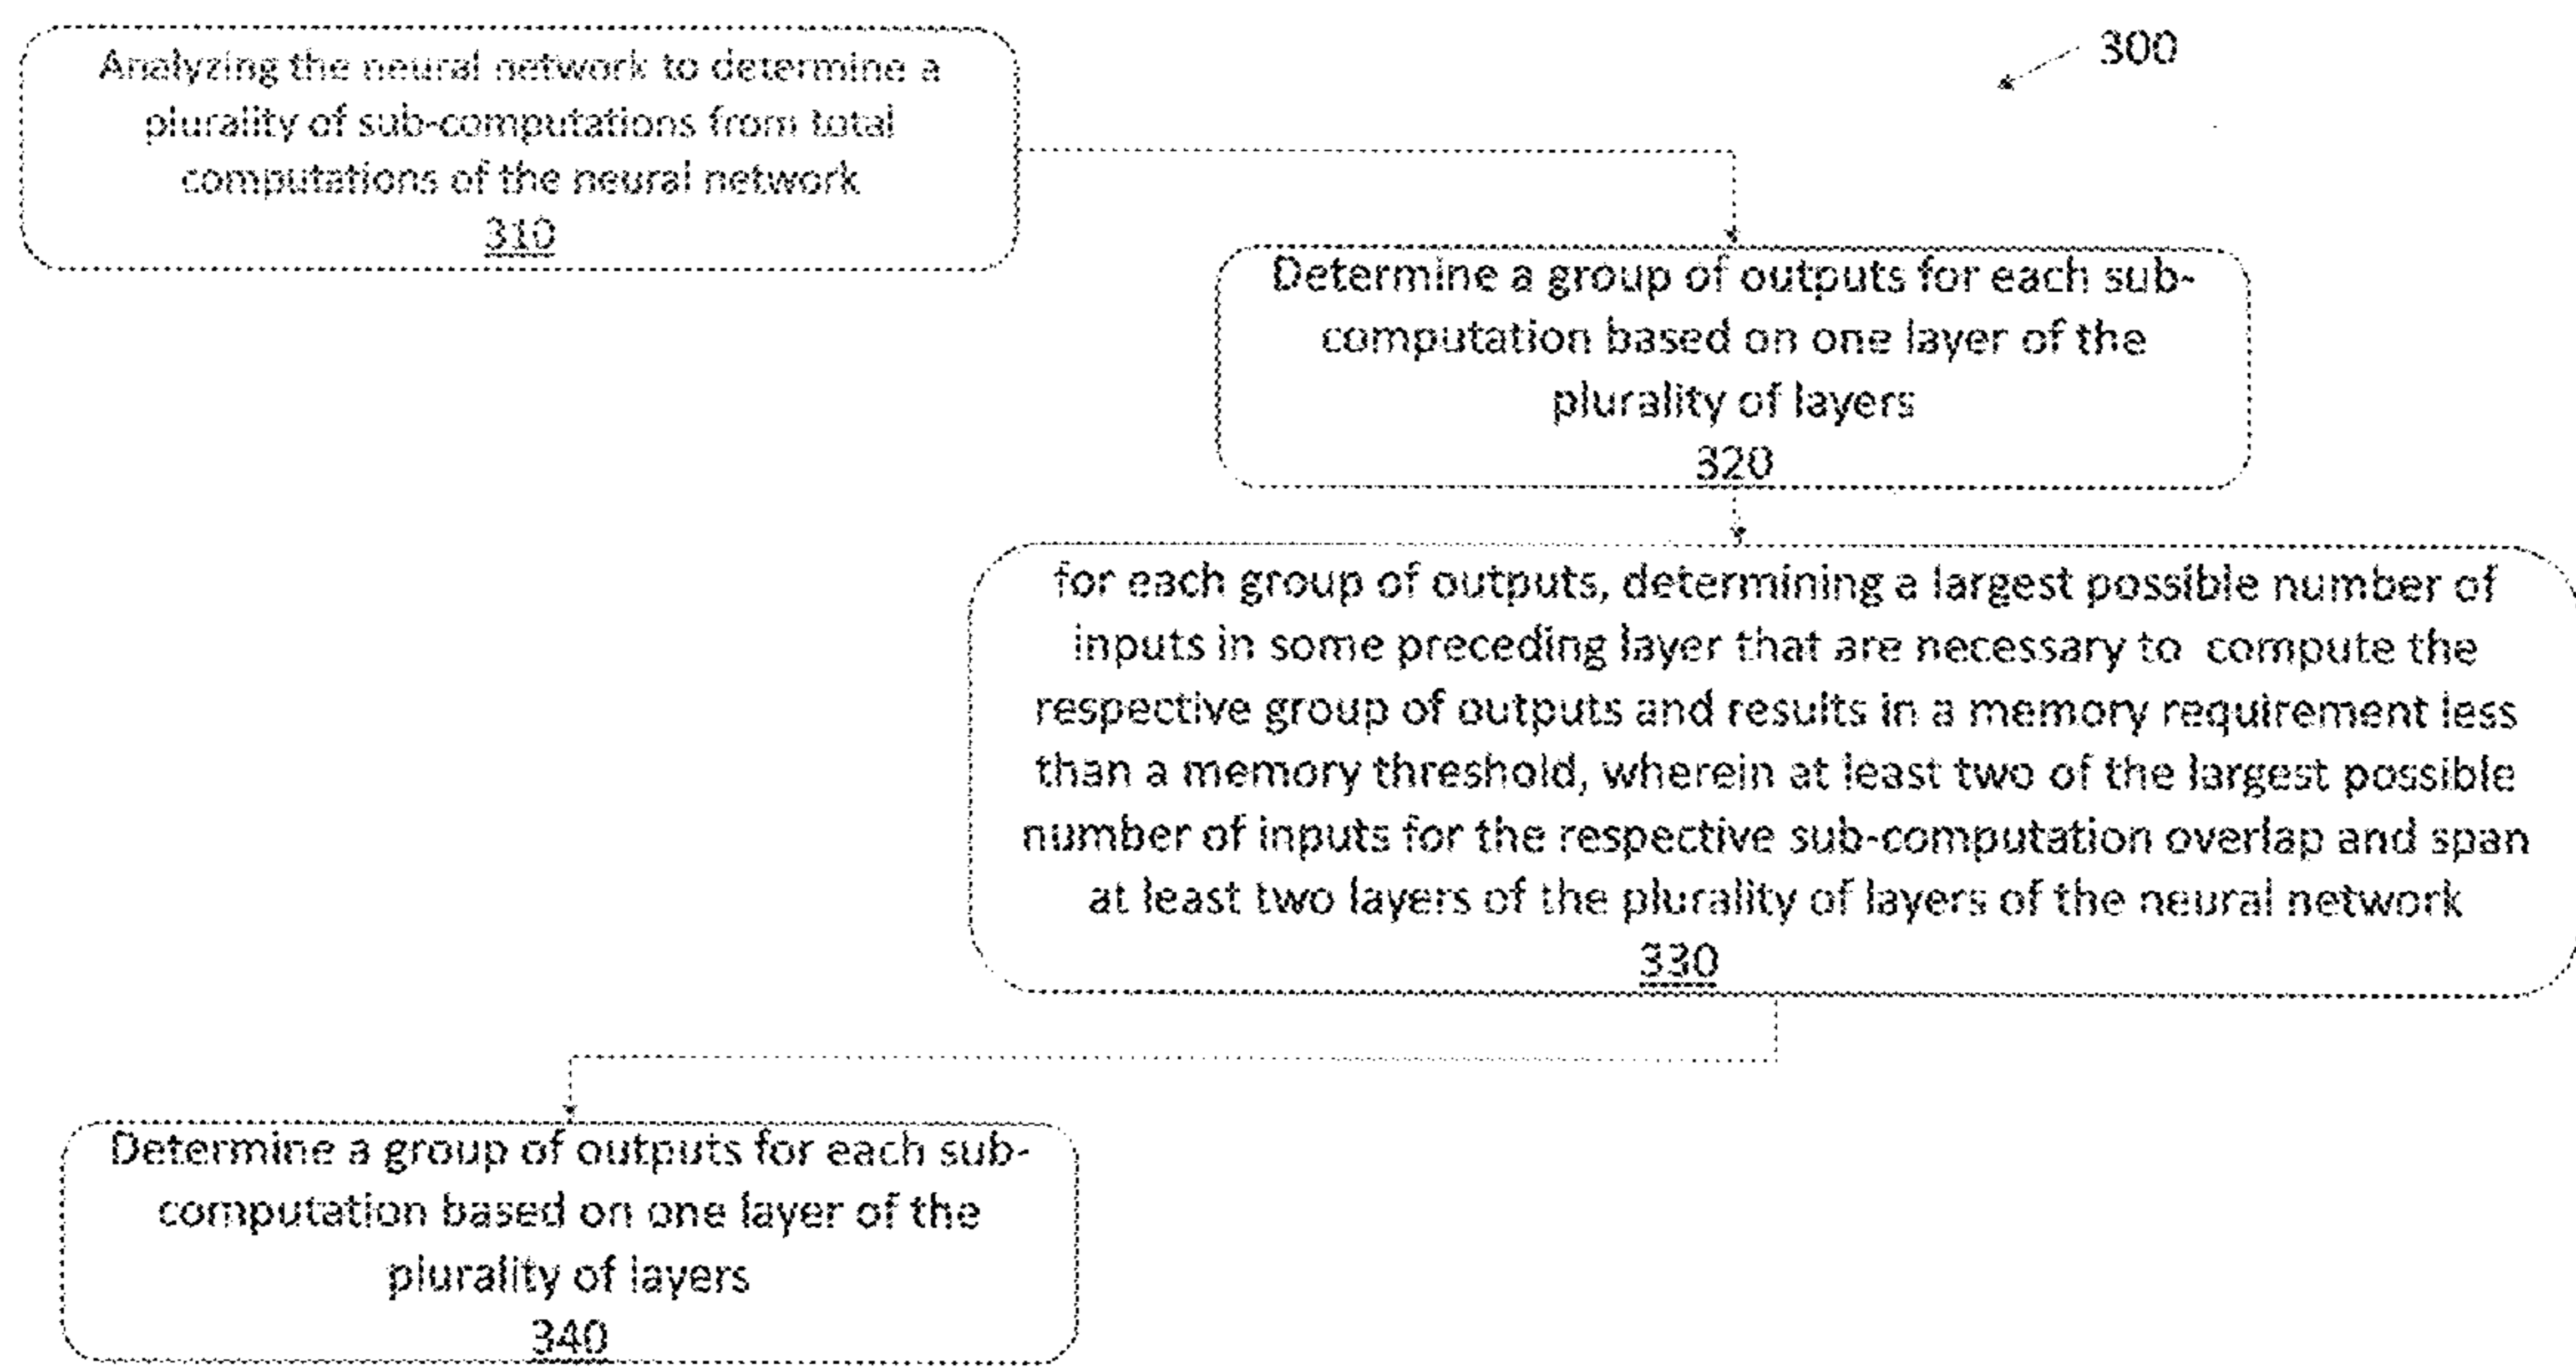 300
Analyzing the neural network to determine a
plurality of sub-computations from total
computations of the neural network
310
Determine a group of outputs for each sub-
computation based on one layer of the
plurality of layers
320
for each group of outputs, determining a largest possible number of
inputs in some preceding layer that are necessary to compute the
respective group of outputs and results in a memory requirement less
than a memory threshold, wherein at least two of the largest possible
number of inputs for the respective sub-computation overlap and span
at least two layers of the plurality of layers of the neural network
330
Determine a group of outputs for each sub-
computation based on one layer of the
plurality of layers
340